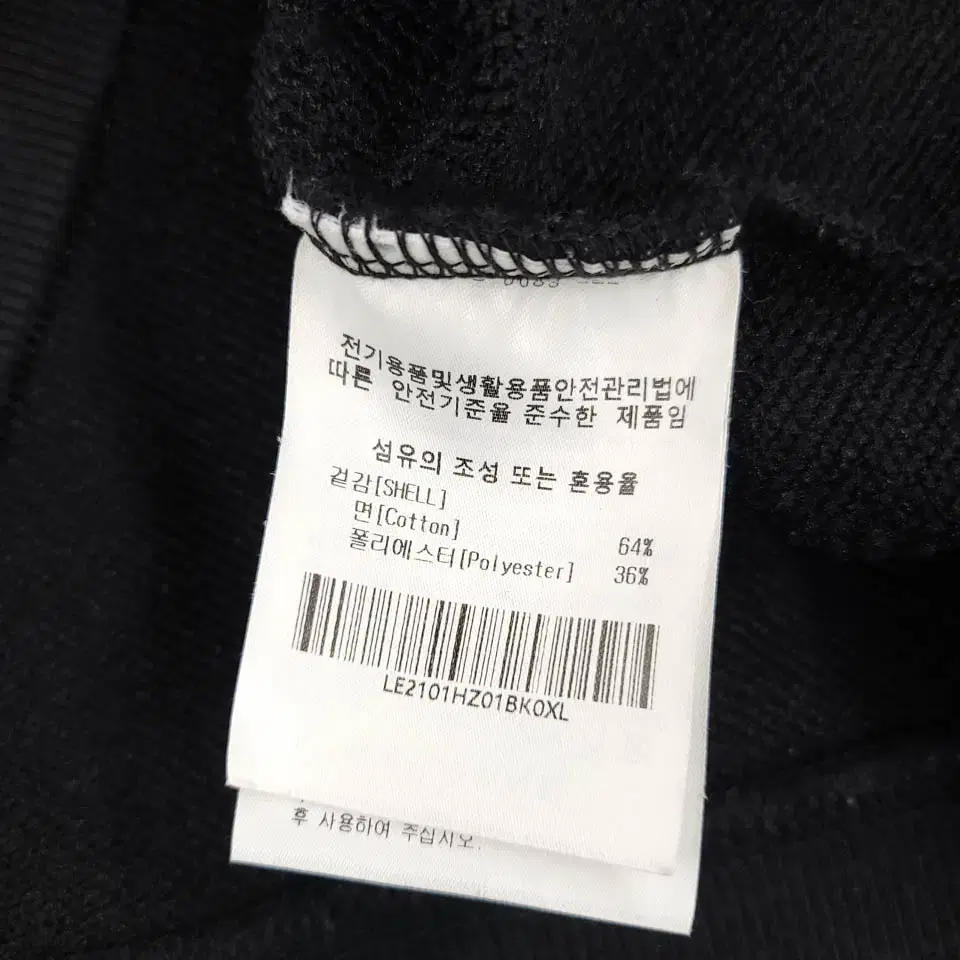 전기용품및생활용품안전관리법에
따른 안전기준을 준수한 제품임
섬유의 조성 또는 혼용율
겉감[SHELL]
면[Cotton] 64%
폴리에스터[Polyester] 36%
LE2101HZ01BK0XL
후 사용하여 주십시오.